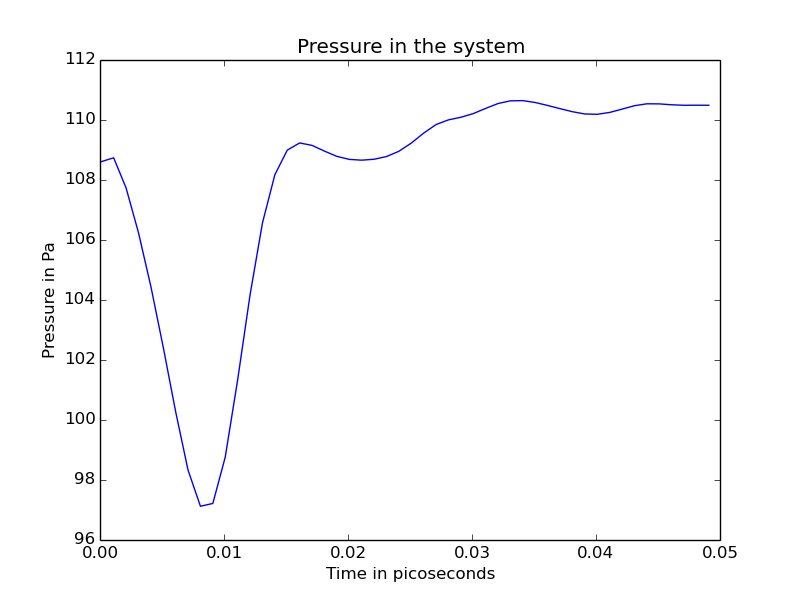 Pressure in the system
112
110
108
106
104
102
100
98
96
Pressure in Pa
0.00 0.01 0.02 0.03 0.04 0.05
Time in picoseconds